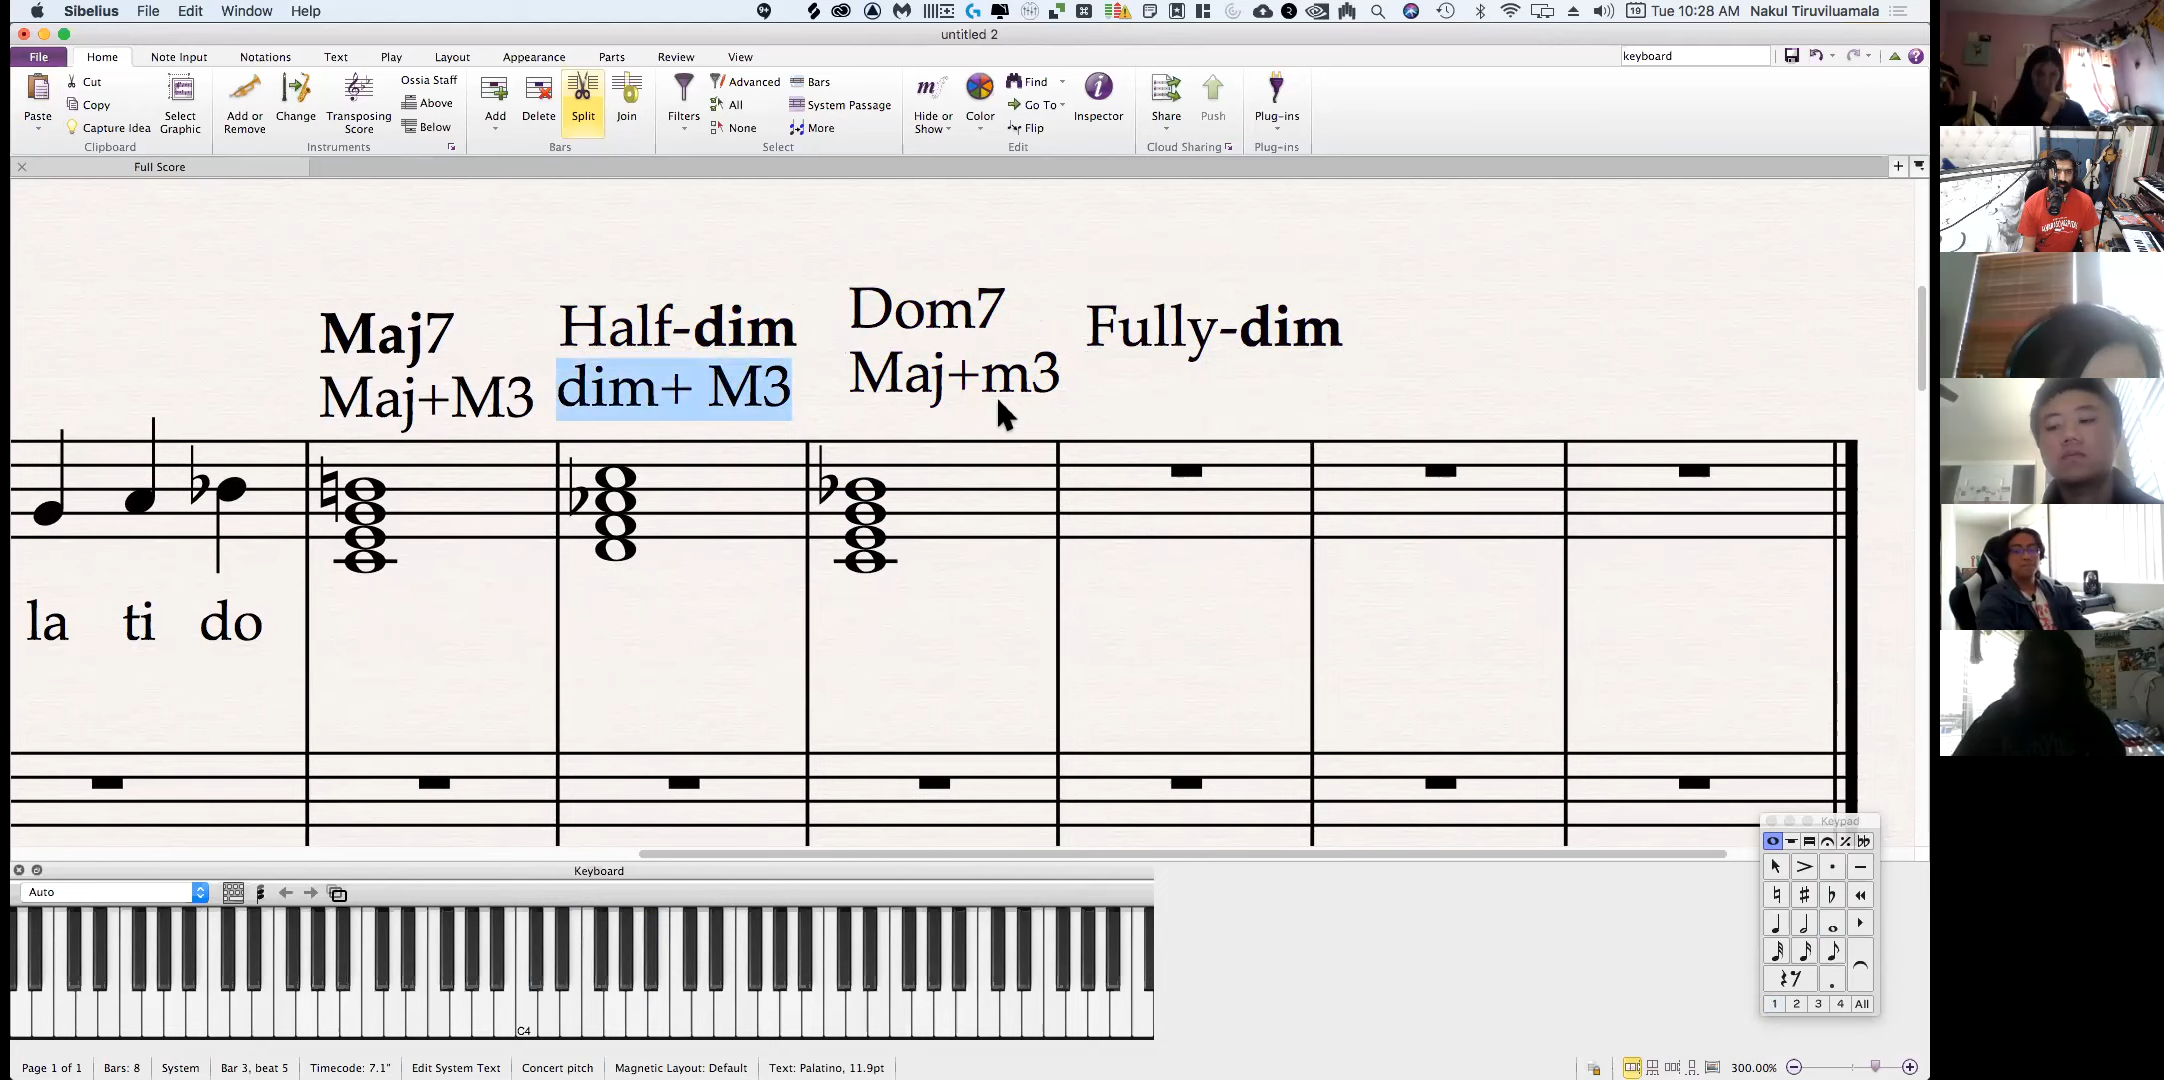 Sibelius File Edit Window Help
9+
19 Tue 10:28 AM Nakul Tiruviluamala
untitled 2
File Home Note Input Notations Text Play Layout Appearance Parts Review View
keyboard
Paste Cut Copy Capture Idea Select Graphic
Clipboard
Add or Remove Change Transposing Score Ossia Staff Above Below
Instruments
Add Delete Split Join
Bars
Filters Advanced All None Bars System Passage More
Select
Hide or Show Color Find Go To Flip Inspector
Edit
Share Push
Cloud Sharing
Plug-ins
Plug-ins
Full Score
Maj7 Half-dim Dom7 Fully-dim
Maj+M3 dim+ M3 Maj+m3
la ti do
Keypad
1 2 3 4 All
Keyboard
Auto
C4
Page 1 of 1 Bars: 8 System Bar 3, beat 5 Timecode: 7.1" Edit System Text Concert pitch Magnetic Layout: Default Text: Palatino, 11.9pt 300.00%